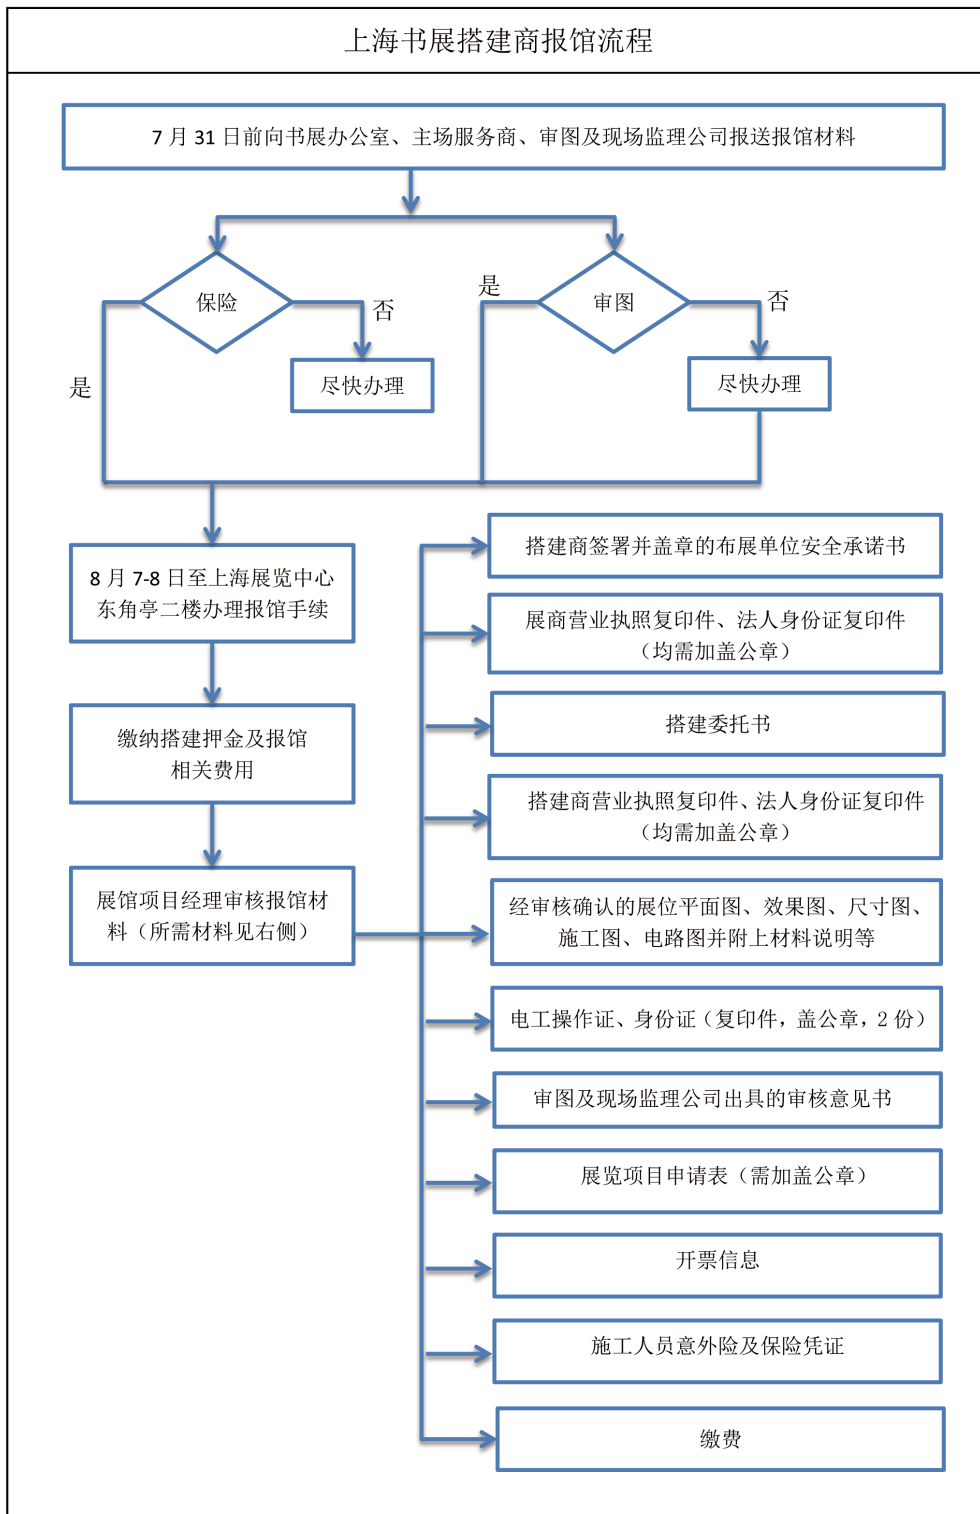 上海书展搭建商报馆流程
7 月 31 日前向书展办公室、主场服务商、审图及现场监理公司报送报馆材料
保险
是
否
尽快办理
审图
是
否
尽快办理
8 月 7-8 日至上海展览中心
东角亭二楼办理报馆手续
缴纳搭建押金及报馆
相关费用
展馆项目经理审核报馆材
料（所需材料见右侧）
搭建商签署并盖章的布展单位安全承诺书
展商营业执照复印件、法人身份证复印件
（均需加盖公章）
搭建委托书
搭建商营业执照复印件、法人身份证复印件
（均需加盖公章）
经审核确认的展位平面图、效果图、尺寸图、
施工图、电路图并附上材料说明等
电工操作证、身份证（复印件，盖公章，2 份）
审图及现场监理公司出具的审核意见书
展览项目申请表（需加盖公章）
开票信息
施工人员意外险及保险凭证
缴费